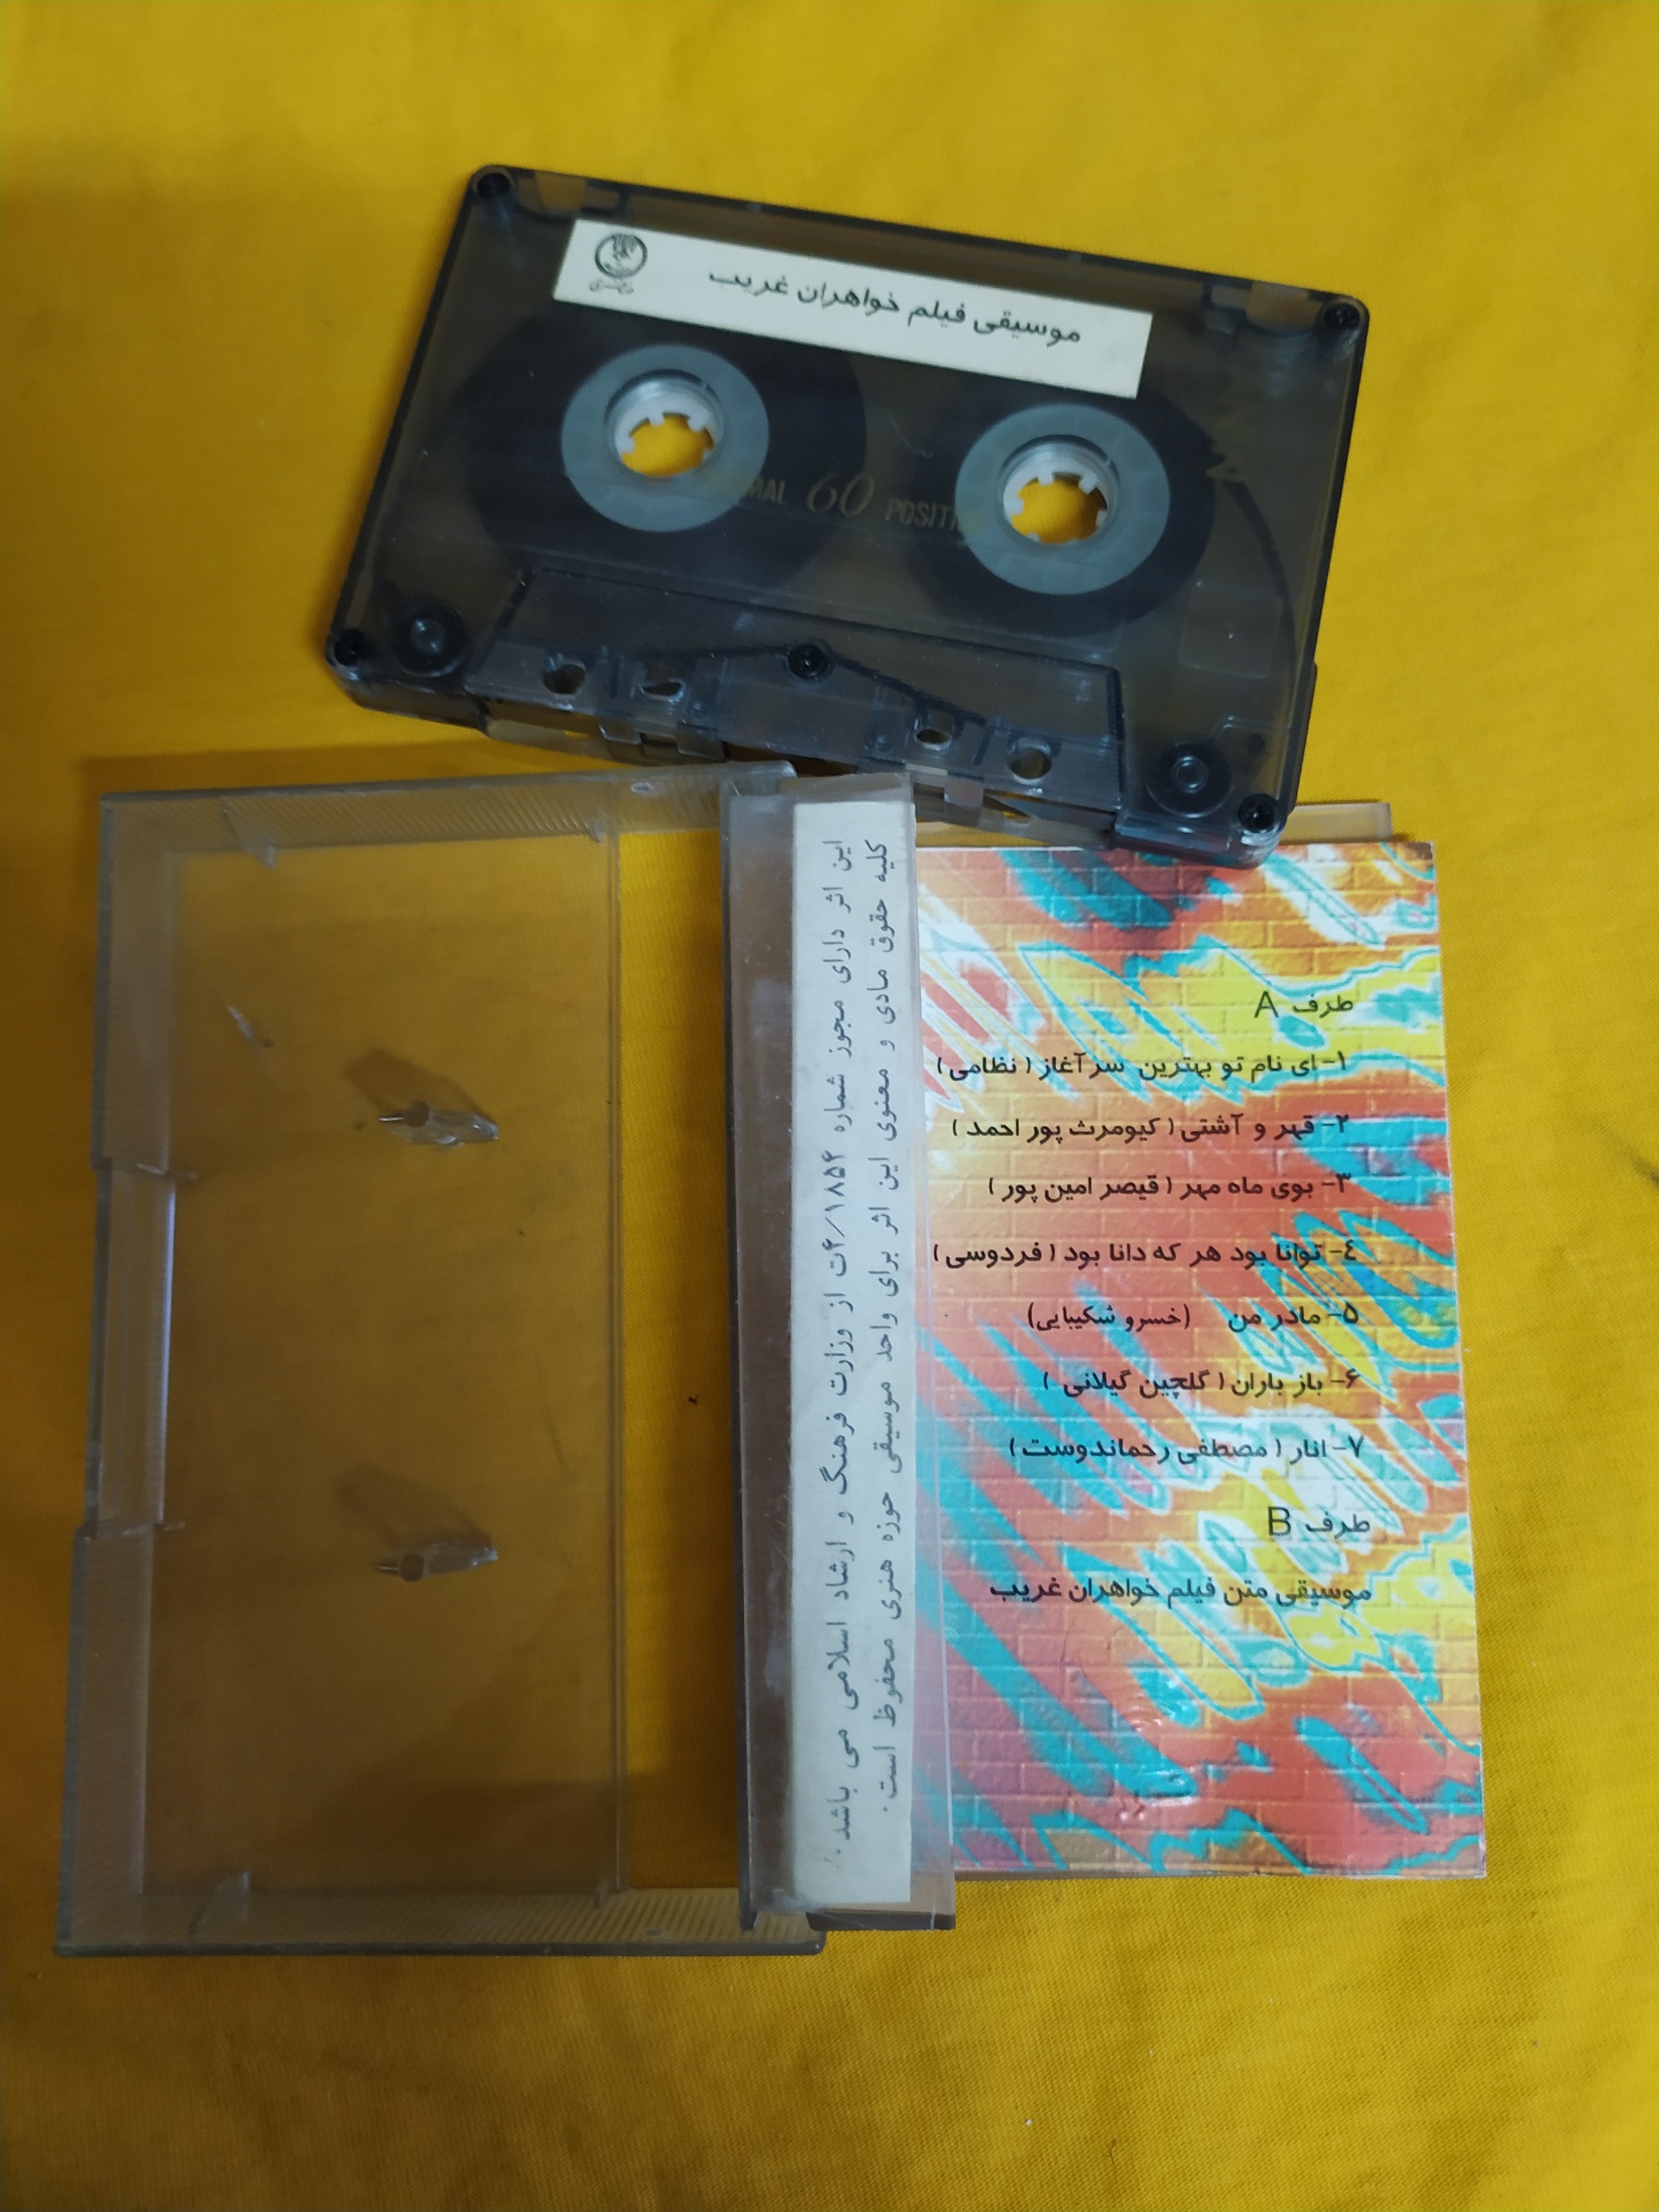 موسیقی فیلم خواهران غریب
60 POSITI
این اثر دارای مجوز شماره ۴/۱۸۵۴ت از وزارت فرهنگ و ارشاد اسلامی می باشد.
کلیه حقوق مادی و معنوی این اثر برای واحد موسیقی حوزه هنری محفوظ است.
طرف A
۱- ای نام تو بهترین سر آغاز ( نظامی )
۲- قهر و آشتی ( کیومرث پور احمد )
۳- بوی ماه مهر ( قیصر امین پور )
٤- توانا بود هر که دانا بود ( فردوسی )
۵- مادر من (خسرو شکیبایی)
۶- باز باران ( گلچین گیلانی )
۷- انار ( مصطفی رحماندوست )
طرف B
موسیقی متن فیلم خواهران غریب